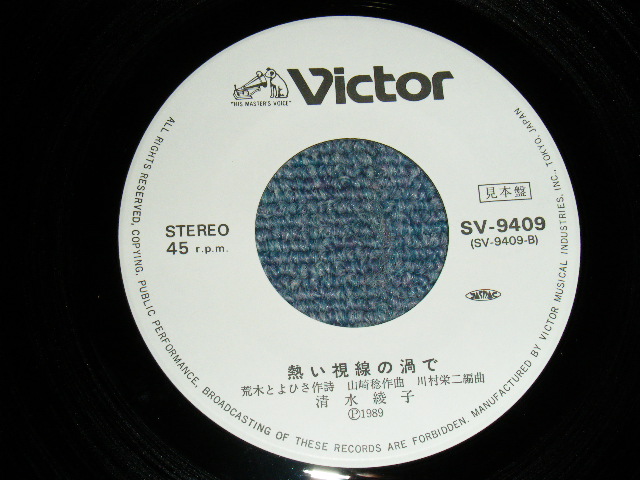 "HIS MASTER'S VOICE"
Victor
見本盤
STEREO
45 r.p.m.
SV-9409
(SV-9409-B)
JASRAC
熱い視線の渦で
荒木とよひさ作詩 山崎稔作曲 川村栄二編曲
清水綾子
Ⓟ1989
ALL RIGHTS RESERVED, COPYING, PUBLIC PERFORMANCE, BROADCASTING OF THESE RECORDS ARE FORBIDDEN. MANUFACTURED BY VICTOR MUSICAL INDUSTRIES, INC., TOKYO, JAPAN